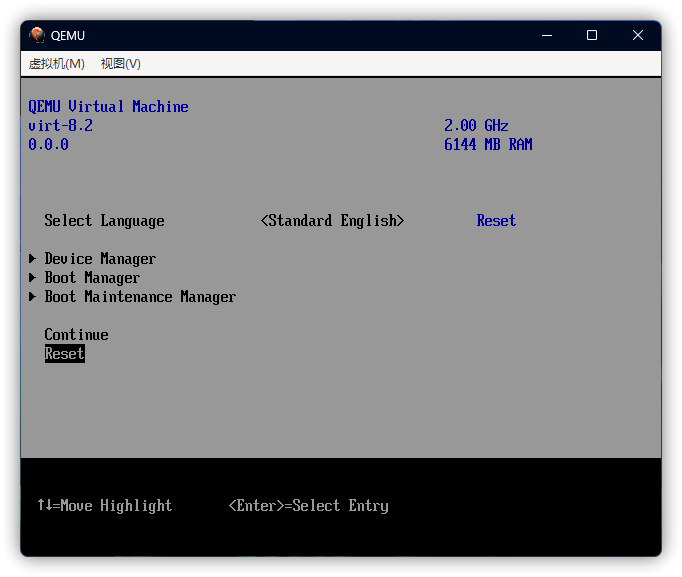 QEMU
虚拟机(M) 视图(V)
QEMU Virtual Machine
virt-8.2 2.00 GHz
0.0.0 6144 MB RAM
Select Language <Standard English> Reset
Device Manager
Boot Manager
Boot Maintenance Manager
Continue
Reset
↑↓=Move Highlight <Enter>=Select Entry